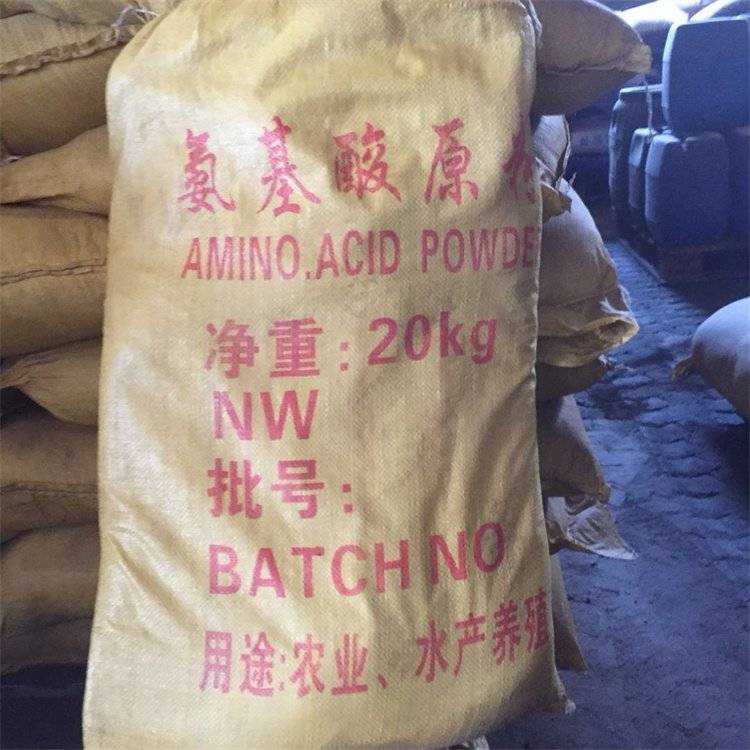 氨基酸原粉
AMINO.ACID POWDE
净重:20kg
NW
批号:
BATCH NO
用途:农业、水产养殖